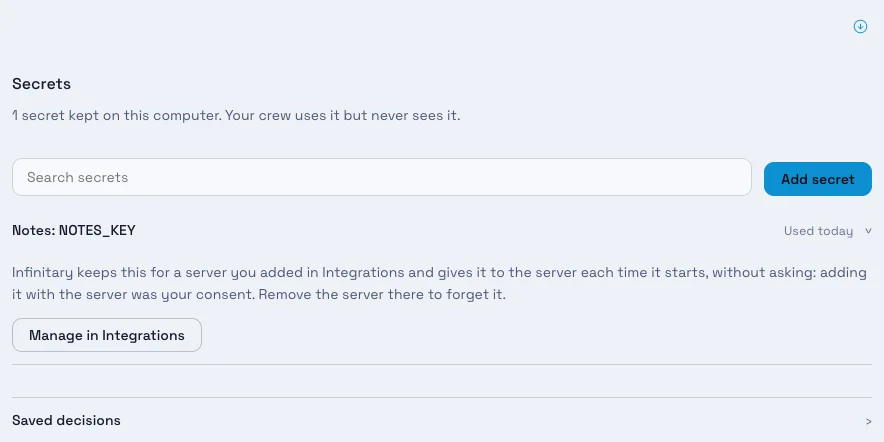 Secrets
1 secret kept on this computer. Your crew uses it but never sees it.
Search secrets
Add secret
Notes: NOTES_KEY
Used today
Infinitary keeps this for a server you added in Integrations and gives it to the server each time it starts, without asking: adding
it with the server was your consent. Remove the server there to forget it.
Manage in Integrations
Saved decisions